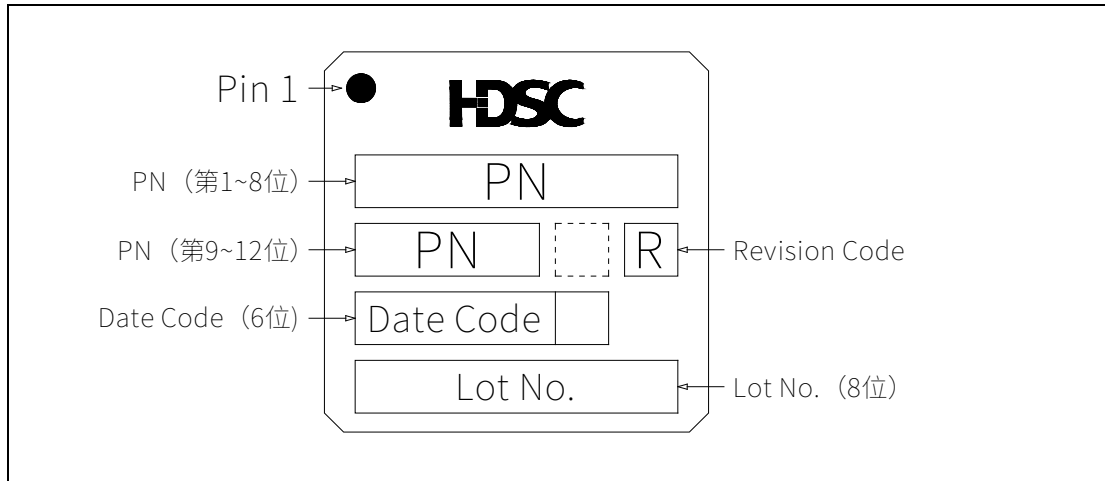 Pin 1
HDSC
PN（第1~8位）
PN
PN（第9~12位）
PN
R
Revision Code
Date Code（6位)
Date Code
Lot No.
Lot No.（8位）